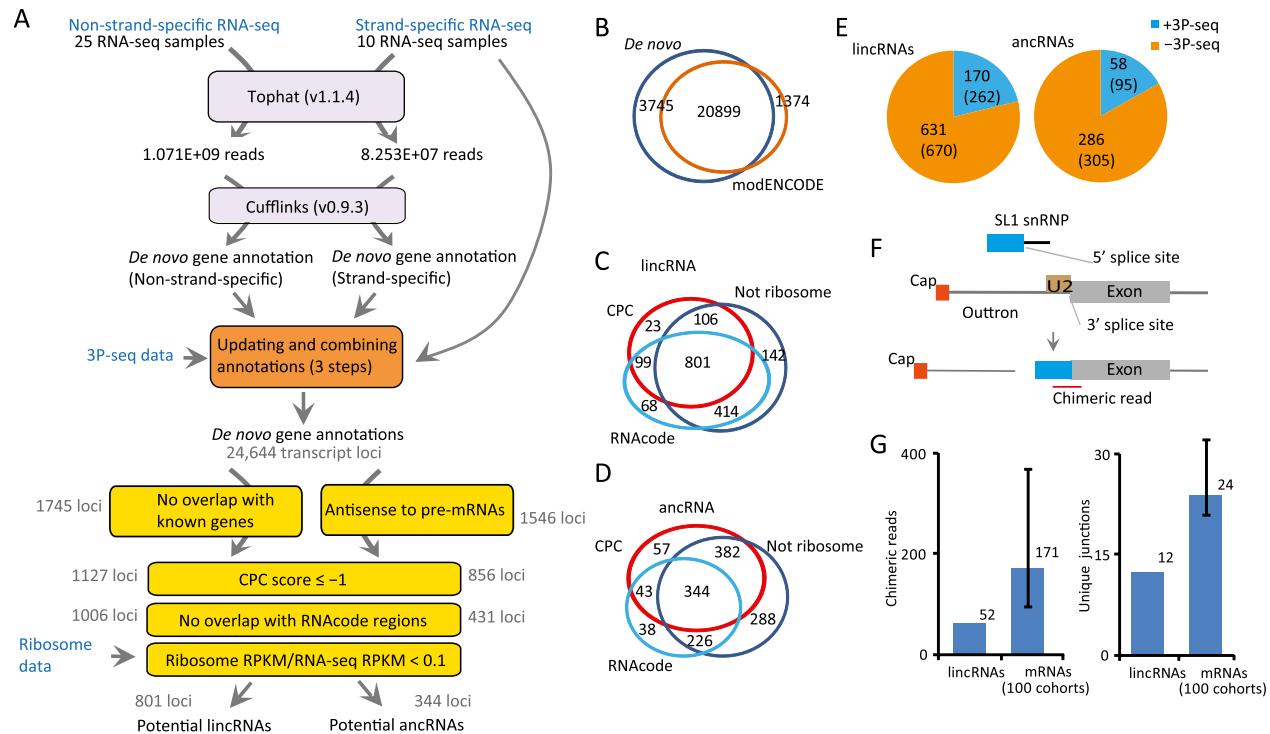 A
Non-strand-specific RNA-seq
25 RNA-seq samples
Strand-specific RNA-seq
10 RNA-seq samples
Tophat (v1.1.4)
1.071E+09 reads
8.253E+07 reads
Cufflinks (v0.9.3)
De novo gene annotation
(Non-strand-specific)
De novo gene annotation
(Strand-specific)
3P-seq data
Updating and combining
annotations (3 steps)
De novo gene annotations
24,644 transcript loci
1745 loci
No overlap with
known genes
Antisense to pre-mRNAs
1546 loci
1127 loci
CPC score ≤ −1
856 loci
1006 loci
No overlap with RNAcode regions
431 loci
Ribosome
data
Ribosome RPKM/RNA-seq RPKM < 0.1
801 loci
344 loci
Potential lincRNAs
Potential ancRNAs
B
De novo
3745
20899
1374
modENCODE
C
lincRNA
CPC
Not ribosome
23
106
99
801
142
68
414
RNAcode
D
ancRNA
CPC
Not ribosome
57
382
43
344
38
226
288
RNAcode
E
+3P-seq
−3P-seq
lincRNAs
170
(262)
631
(670)
ancRNAs
58
(95)
286
(305)
F
SL1 snRNP
5′ splice site
Cap
U2
Exon
Outtron
3′ splice site
Cap
Exon
Chimeric read
G
Chimeric reads
400
200
0
52
171
lincRNAs
mRNAs
(100 cohorts)
Unique junctions
30
15
0
12
24
lincRNAs
mRNAs
(100 cohorts)